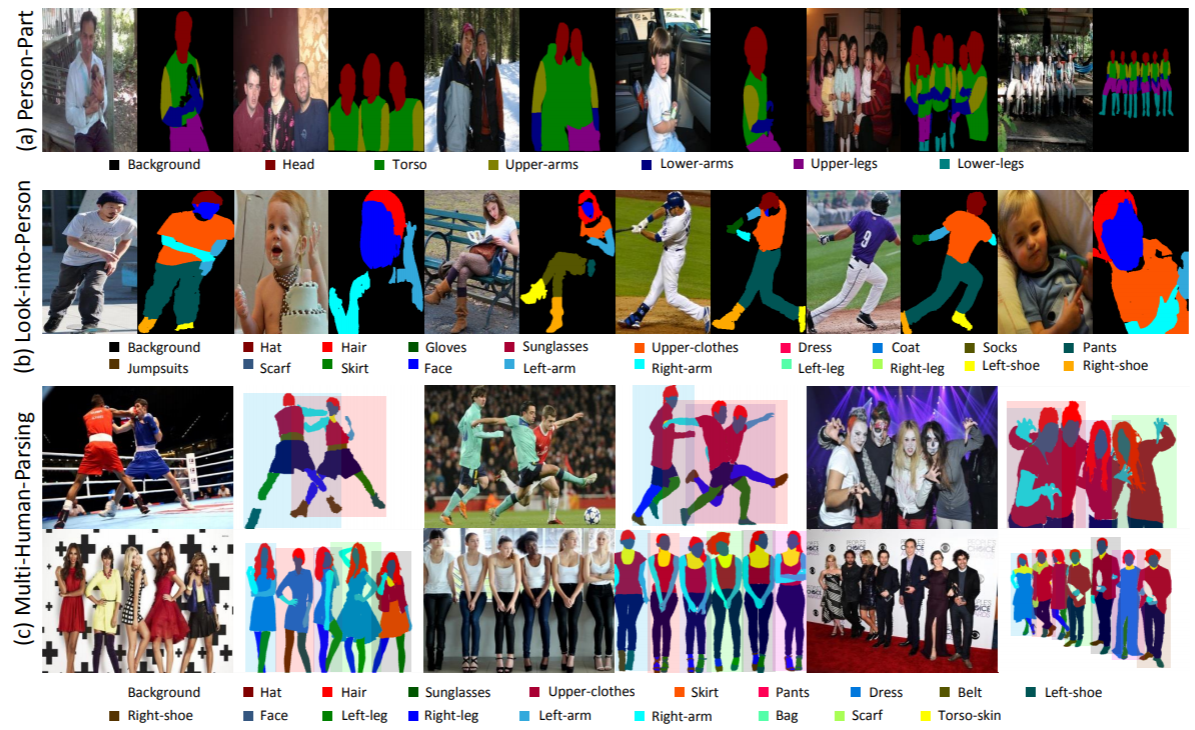 (a) Person-Part
Background Head Torso Upper-arms Lower-arms Upper-legs Lower-legs
(b) Look-into-Person
9
Background Hat Hair Gloves Sunglasses Upper-clothes Dress Coat Socks Pants
Jumpsuits Scarf Skirt Face Left-arm Right-arm Left-leg Right-leg Left-shoe Right-shoe
(c) Multi-Human-Parsing
Background Hat Hair Sunglasses Upper-clothes Skirt Pants Dress Belt Left-shoe
Right-shoe Face Left-leg Right-leg Left-arm Right-arm Bag Scarf Torso-skin